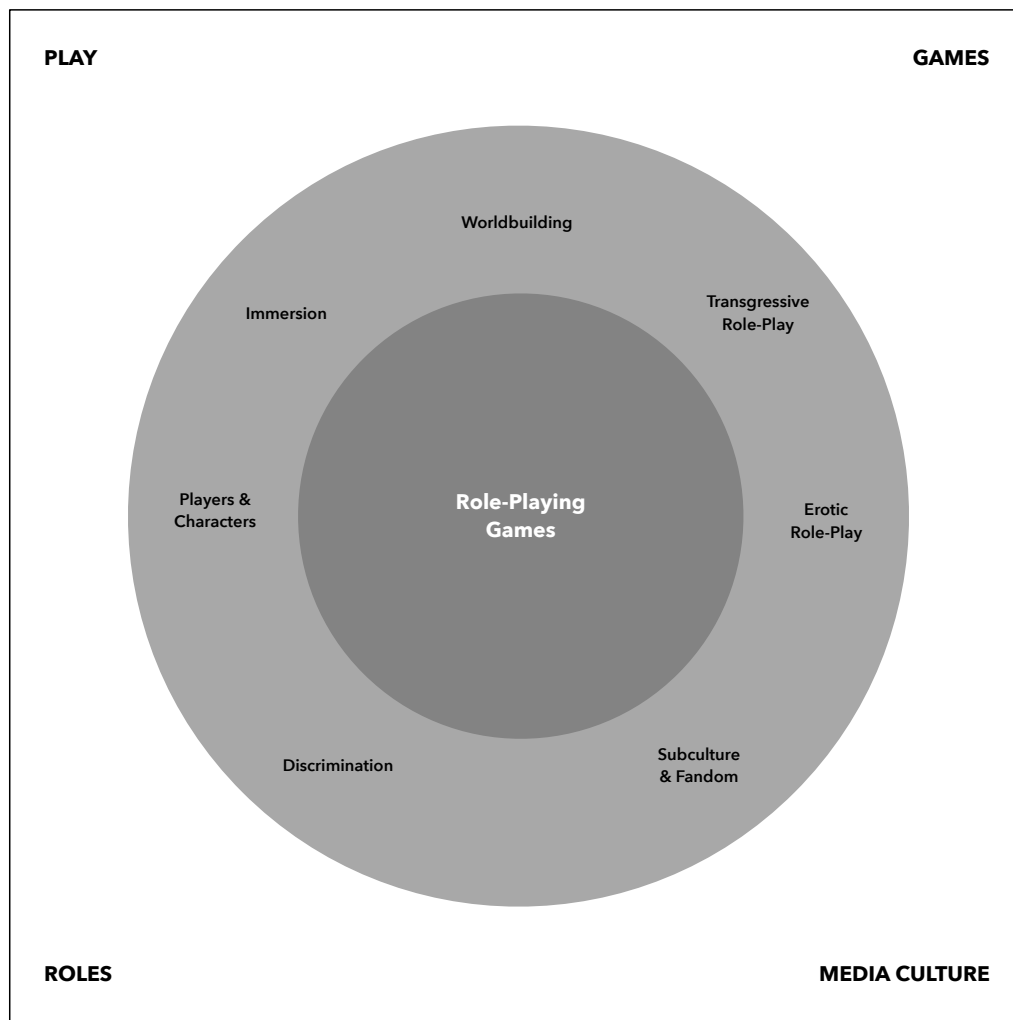 PLAY
GAMES
Worldbuilding
Immersion
Transgressive
Role-Play
Players &
Characters
Role-Playing
Games
Erotic
Role-Play
Discrimination
Subculture
& Fandom
ROLES
MEDIA CULTURE